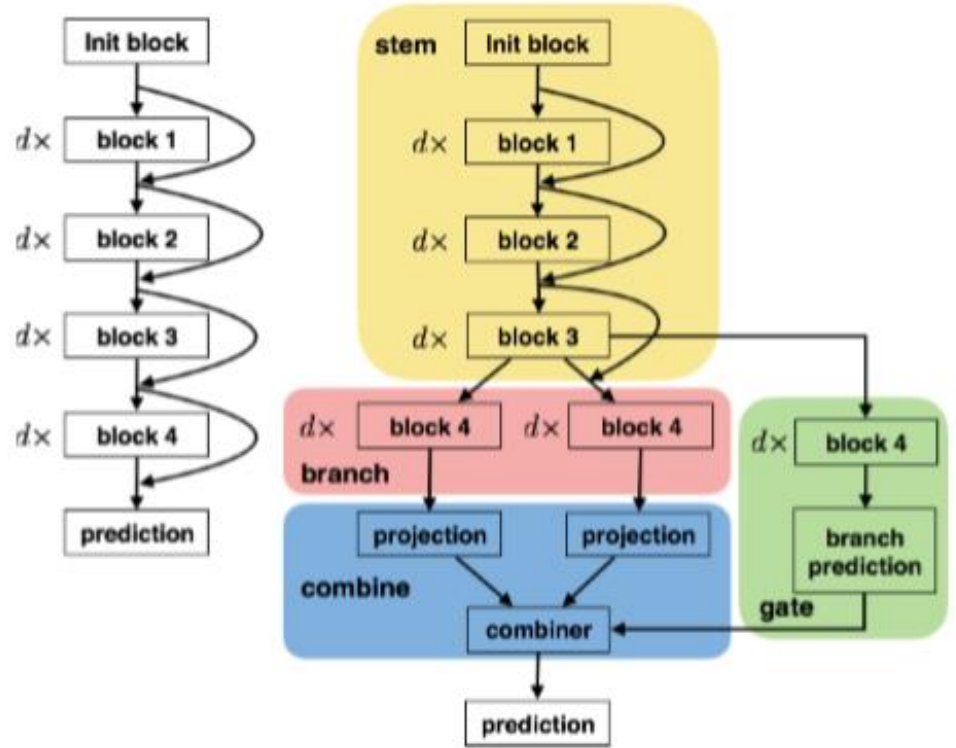 Init block
d× block 1
d× block 2
d× block 3
d× block 4
prediction
stem
Init block
d× block 1
d× block 2
d× block 3
d× block 4
d× block 4
branch
projection
projection
combine
combiner
prediction
d× block 4
branch
prediction
gate